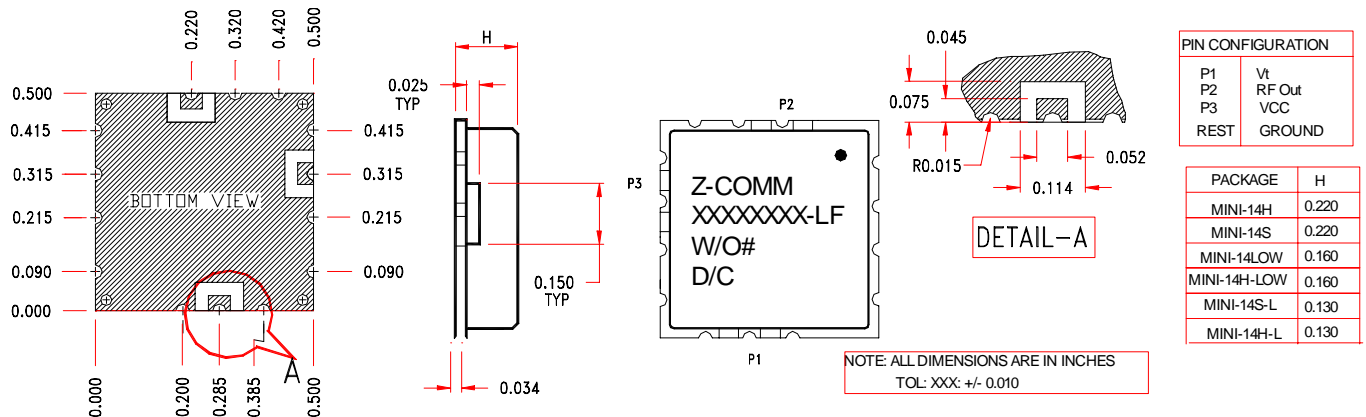 0.220
0.320
0.420
0.500
0.500
0.415
0.315
0.215
0.090
0.000
BOTTOM VIEW
0.415
0.315
0.215
0.090
0.000
0.000
0.200
0.285
0.385
0.500
A
H
0.025
TYP
0.150
TYP
0.034
P2
P3
Z-COMM
XXXXXXXX-LF
W/O#
D/C
P1
0.045
0.075
R0.015
0.052
0.114
DETAIL-A
NOTE: ALL DIMENSIONS ARE IN INCHES
TOL: XXX: +/- 0.010
PIN CONFIGURATION
P1 Vt
P2 RF Out
P3 VCC
REST GROUND
PACKAGE H
MINI-14H 0.220
MINI-14S 0.220
MINI-14LOW 0.160
MINI-14H-LOW 0.160
MINI-14S-L 0.130
MINI-14H-L 0.130